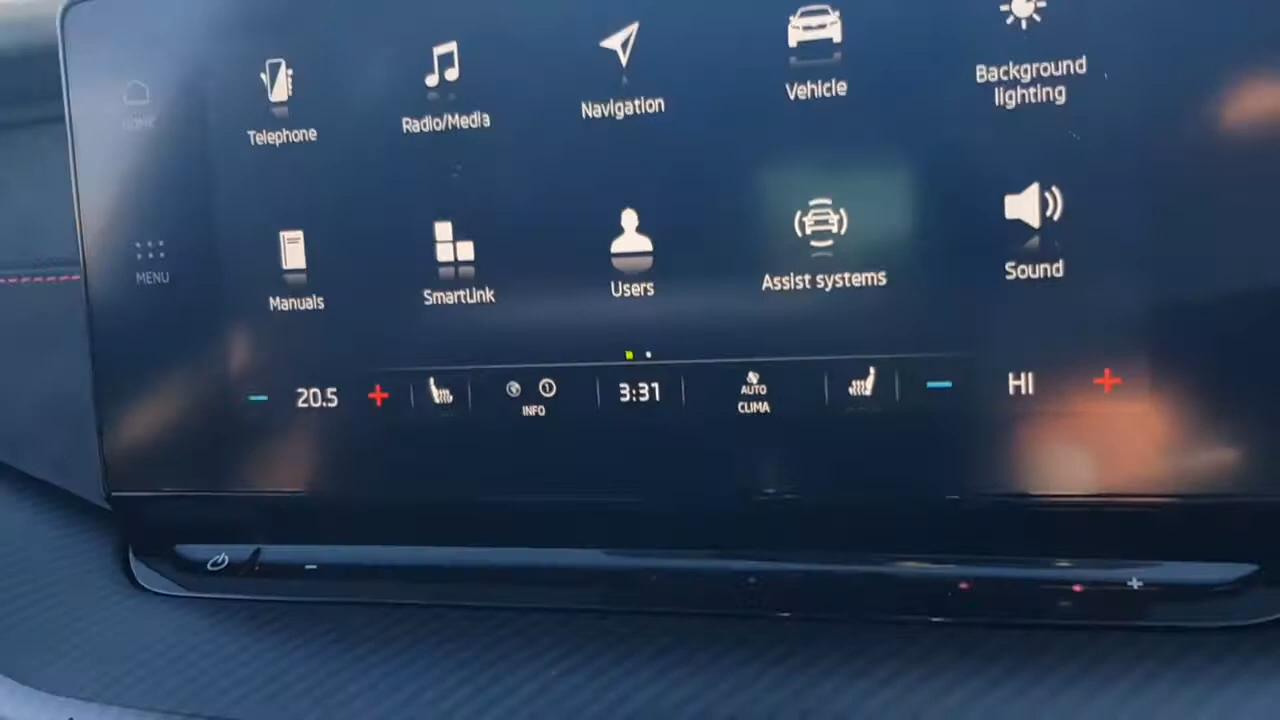 HOME
Telephone
Radio/Media
Navigation
Vehicle
Background
lighting
MENU
Manuals
SmartLink
Users
Assist systems
Sound
- 20.5 +
1
INFO
3:31
AUTO
CLIMA
- HI +
- +